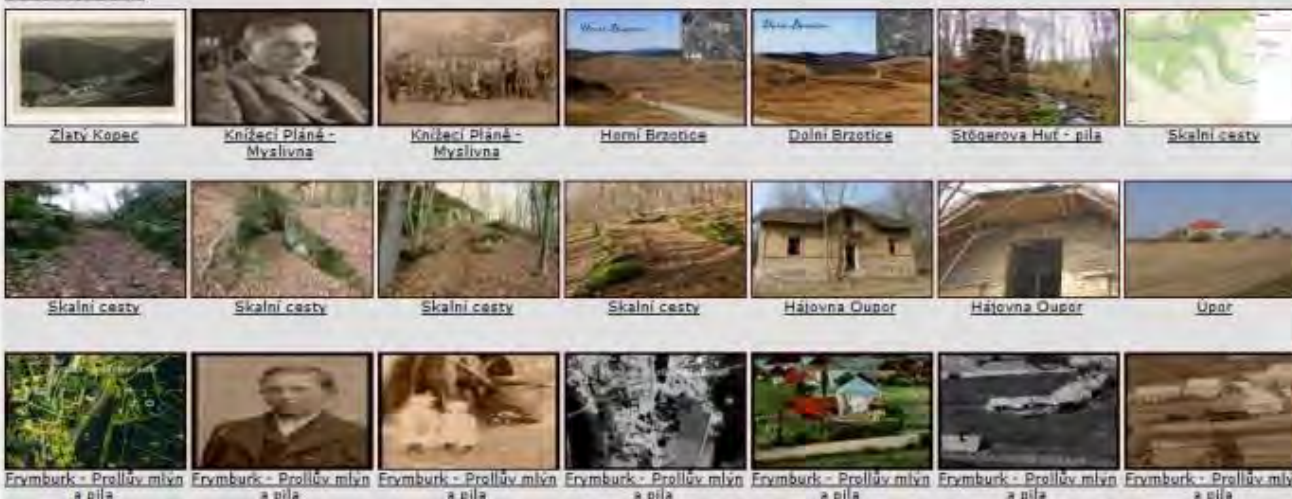 Zlatý Kopec
Knížecí Pláně -
Myslivna
Knížecí Pláně -
Myslivna
Horní Brzotice
Dolní Brzotice
Stögerova Huť - pila
Skalní cesty
Skalní cesty
Skalní cesty
Skalní cesty
Skalní cesty
Hájovna Oupor
Hájovna Oupor
Úpor
Frymburk - Prollův mlýn
a pila
Frymburk - Prollův mlýn
a pila
Frymburk - Prollův mlýn
a pila
Frymburk - Prollův mlýn
a pila
Frymburk - Prollův mlýn
a pila
Frymburk - Prollův mlýn
a pila
Frymburk - Prollův mlý
a pila